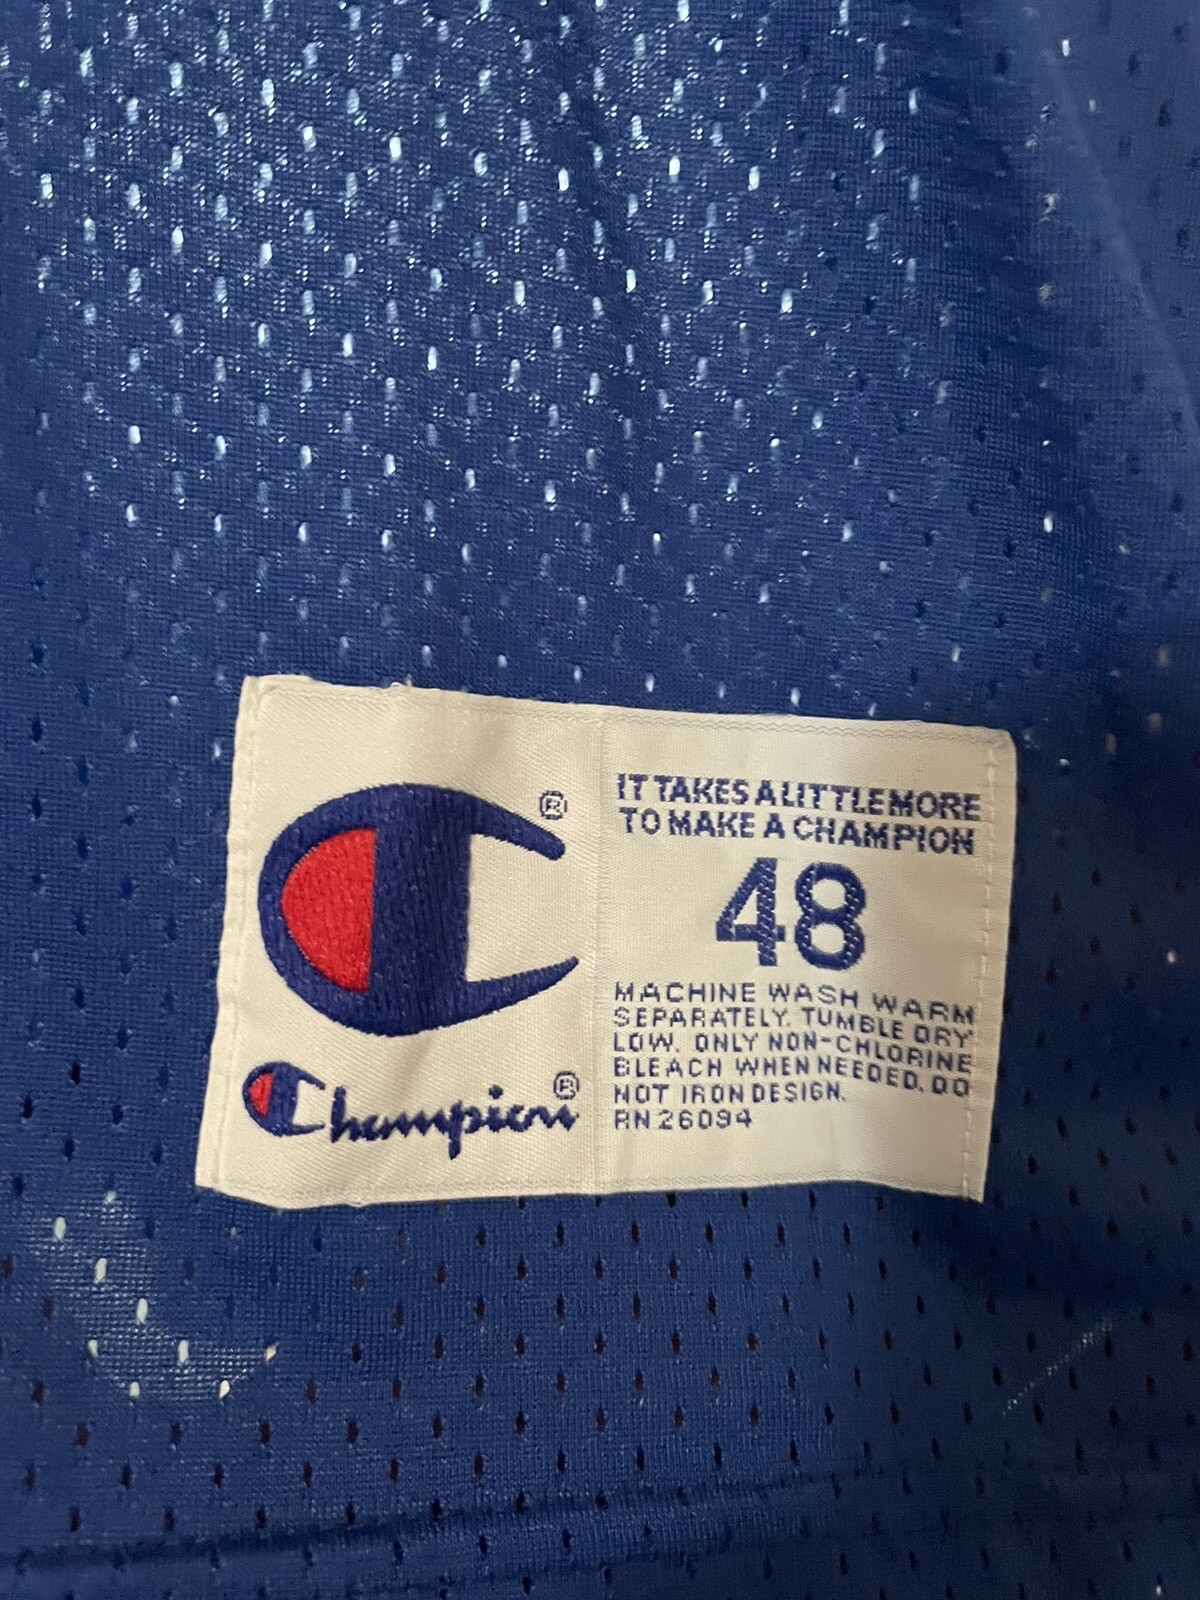 ®
Champion®
IT TAKES A LITTLE MORE
TO MAKE A CHAMPION
48
MACHINE WASH WARM
SEPARATELY. TUMBLE DRY
LOW. ONLY NON-CHLORINE
BLEACH WHEN NEEDED. DO
NOT IRON DESIGN.
RN 26094